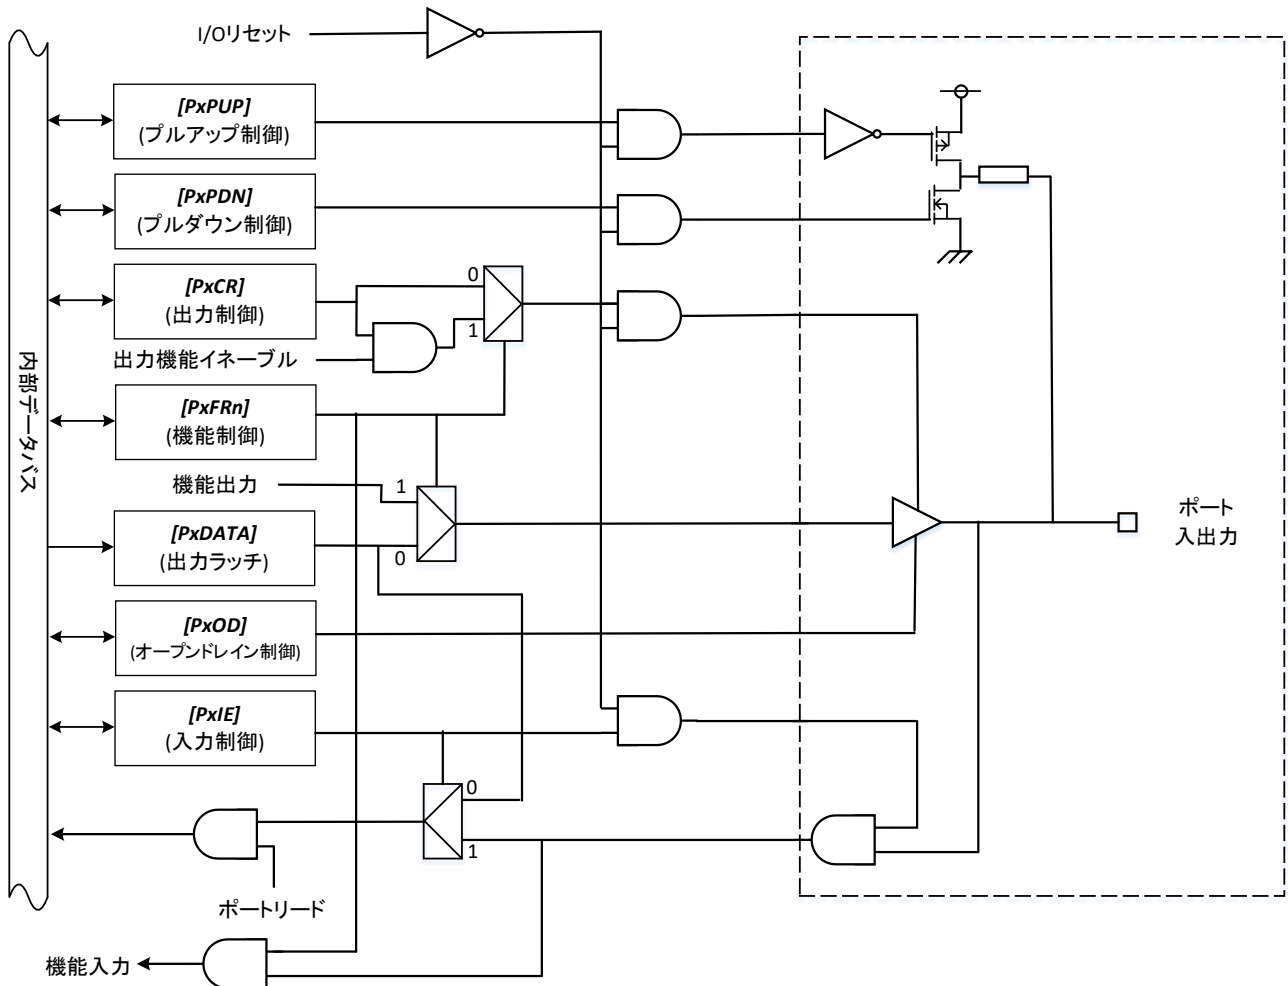 I/Oリセット
[PxPUP]
(プルアップ制御)
[PxPDN]
(プルダウン制御)
[PxCR]
(出力制御)
0
1
出力機能イネーブル
内部データバス
[PxFRn]
(機能制御)
機能出力
1
0
[PxDATA]
(出力ラッチ)
ポート
入出力
[PxOD]
(オープンドレイン制御)
[PxIE]
(入力制御)
0
1
ポートリード
機能入力